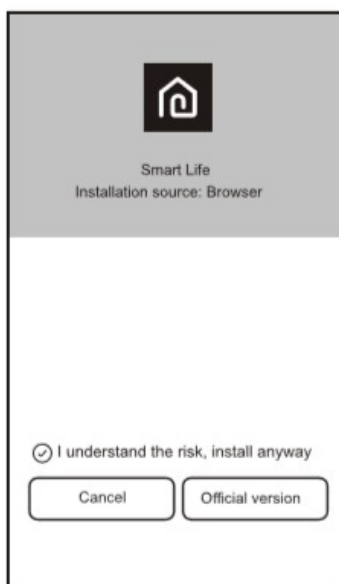 Smart Life
Installation source: Browser
I understand the risk, install anyway
Cancel
Official version